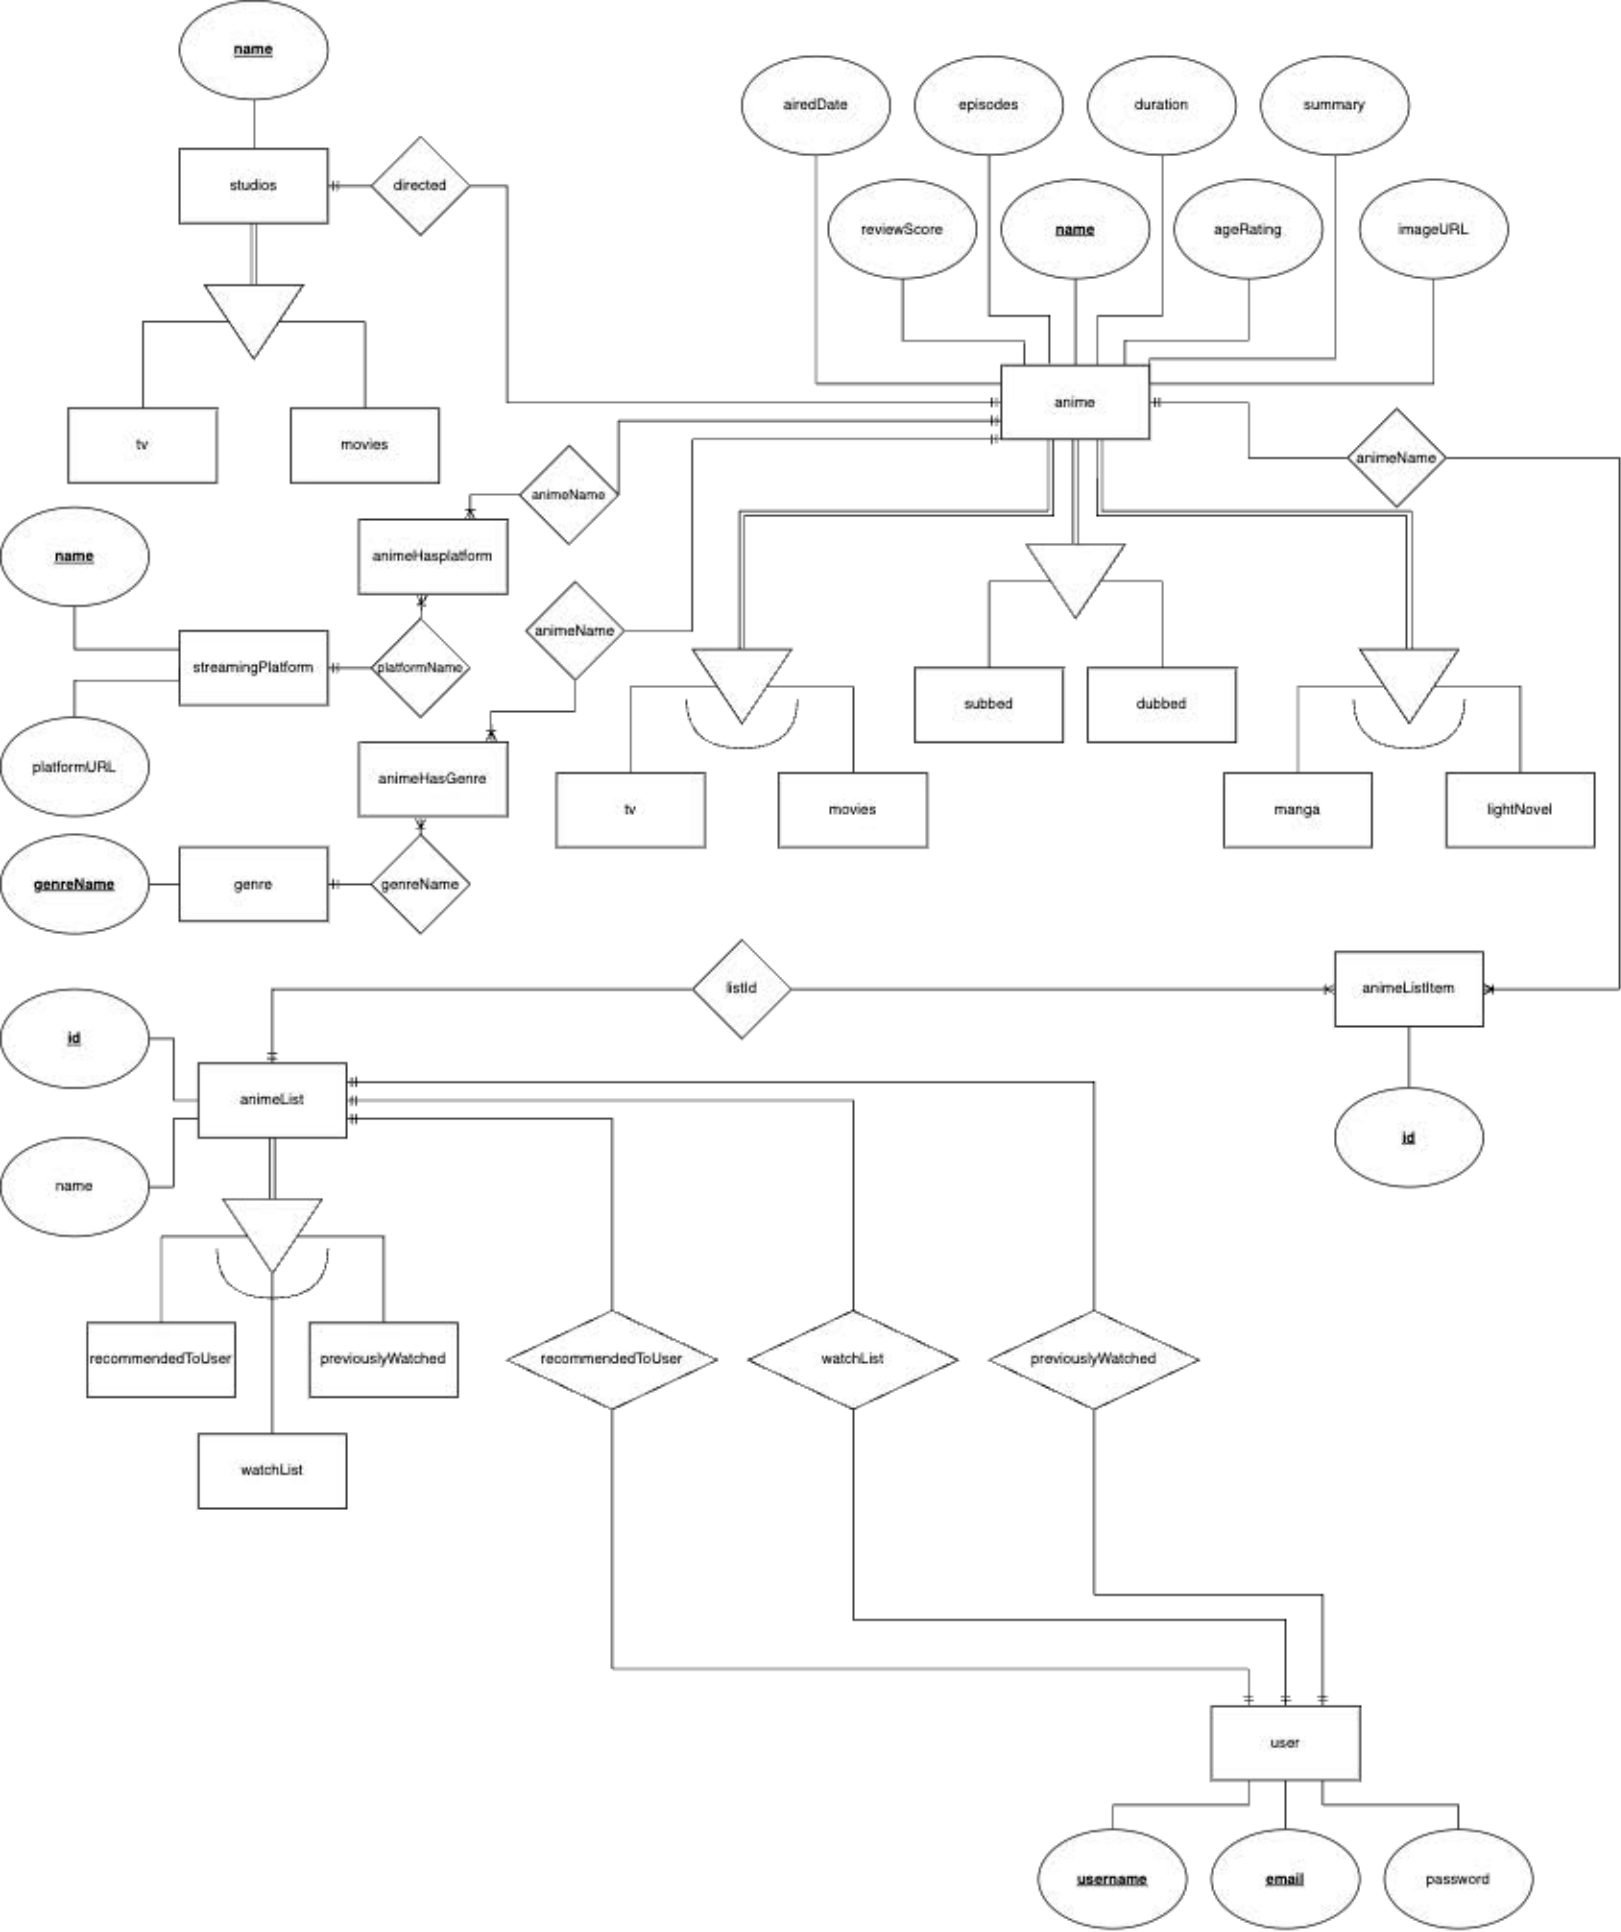 name
airedDate
episodes
duration
summary
studios
directed
reviewScore
name
ageRating
imageURL
anime
tv
movies
animeName
animeName
name
animeHasplatform
animeName
streamingPlatform
platformName
subbed
dubbed
platformURL
animeHasGenre
tv
movies
manga
lightNovel
genreName
genre
genreName
listId
animeListItem
id
animeList
id
name
recommendedToUser
previouslyWatched
recommendedToUser
watchList
previouslyWatched
watchList
user
username
email
password